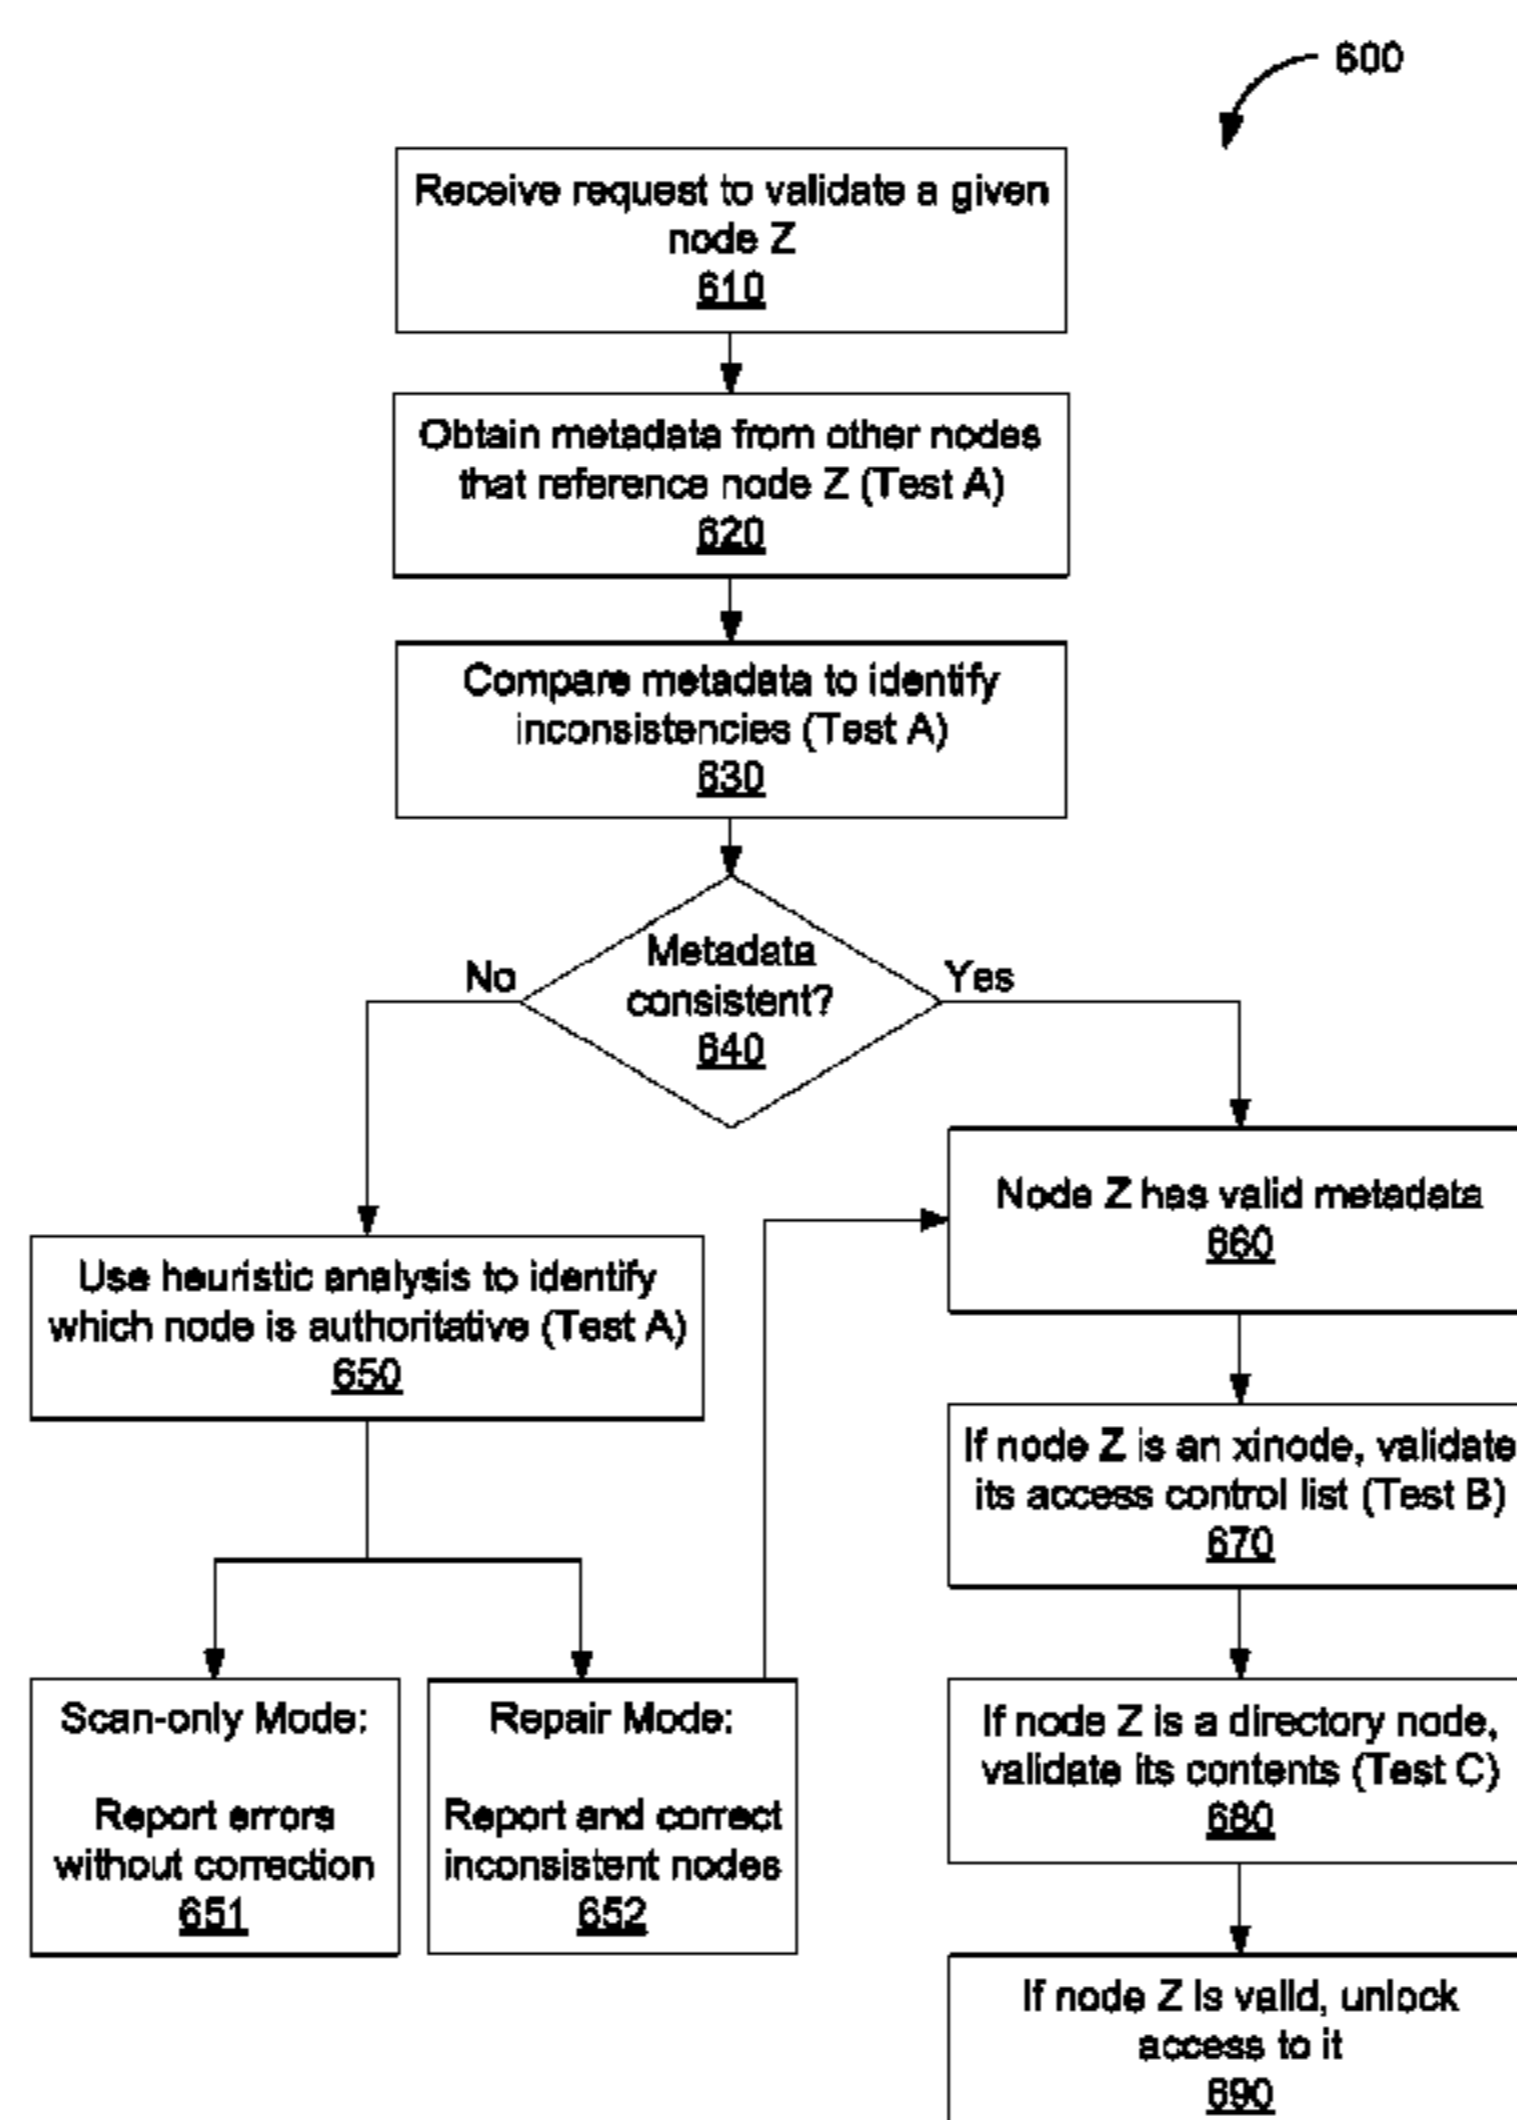 600
Receive request to validate a given
node Z
610
Obtain metadata from other nodes
that reference node Z (Test A)
620
Compare metadata to identify
inconsistencies (Test A)
630
Metadata
consistent?
640
No
Yes
Use heuristic analysis to identify
which node is authoritative (Test A)
650
Scan-only Mode:
Report errors
without correction
651
Repair Mode:
Report and correct
inconsistent nodes
652
Node Z has valid metadata
660
If node Z is an xinode, validate
its access control list (Test B)
670
If node Z is a directory node,
validate its contents (Test C)
680
If node Z is valid, unlock
access to it
690